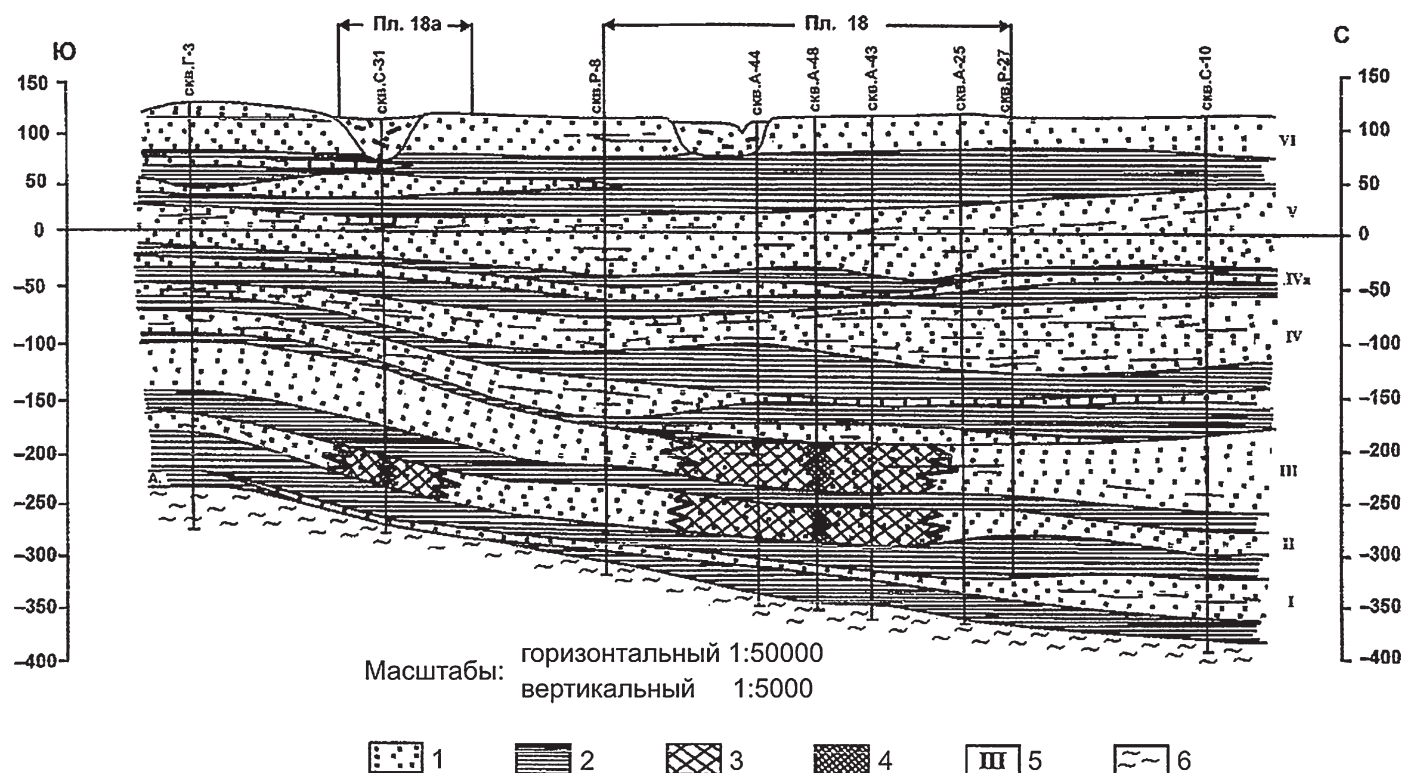 Пл. 18а
Пл. 18
Ю
С
скв.Г-3
скв.С-31
скв.Р-8
скв.А-44
скв.А-48
скв.А-43
скв.А-25
скв.Р-27
скв.С-10
150
100
50
0
–50
–100
–150
–200
–250
–300
–350
–400
150
100
50
0
–50
–100
–150
–200
–250
–300
–350
–400
VI
V
IVа
IV
III
II
I
А.
Масштабы:
горизонтальный 1:50000
вертикальный 1:5000
1
2
3
4
III 5
6